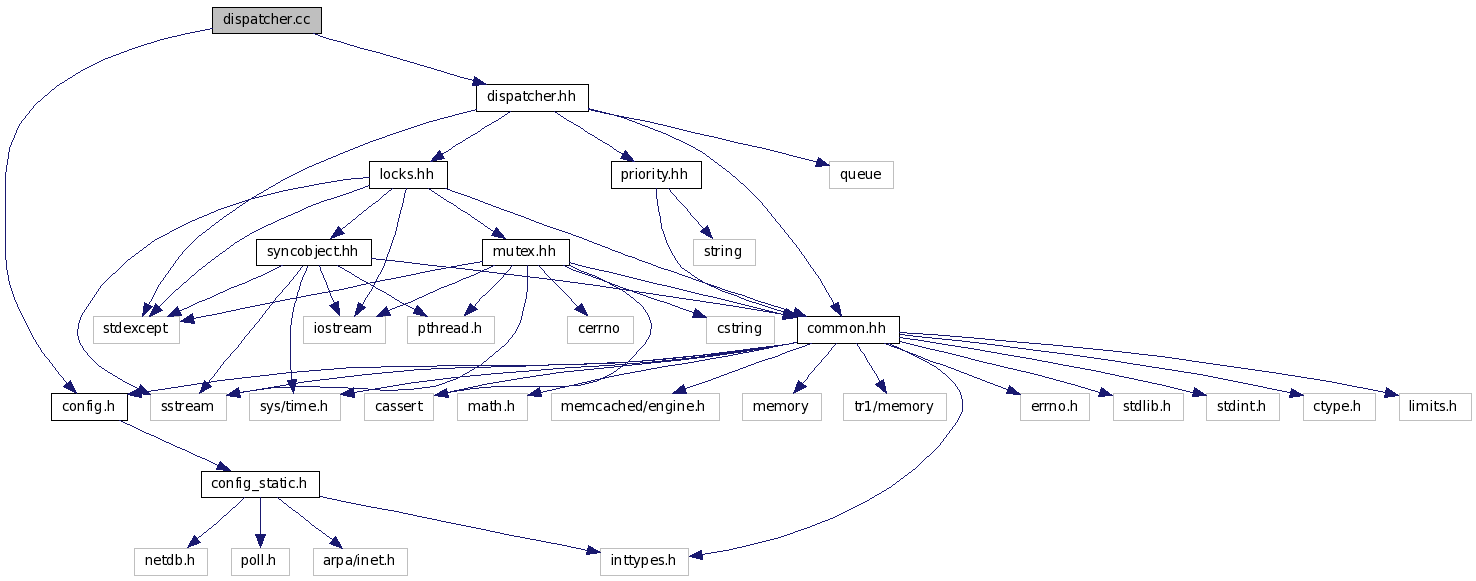 dispatcher.cc
dispatcher.hh
locks.hh
priority.hh
queue
syncobject.hh
mutex.hh
string
stdexcept
iostream
pthread.h
cerrno
cstring
common.hh
config.h
sstream
sys/time.h
cassert
math.h
memcached/engine.h
memory
tr1/memory
errno.h
stdlib.h
stdint.h
ctype.h
limits.h
config_static.h
netdb.h
poll.h
arpa/inet.h
inttypes.h